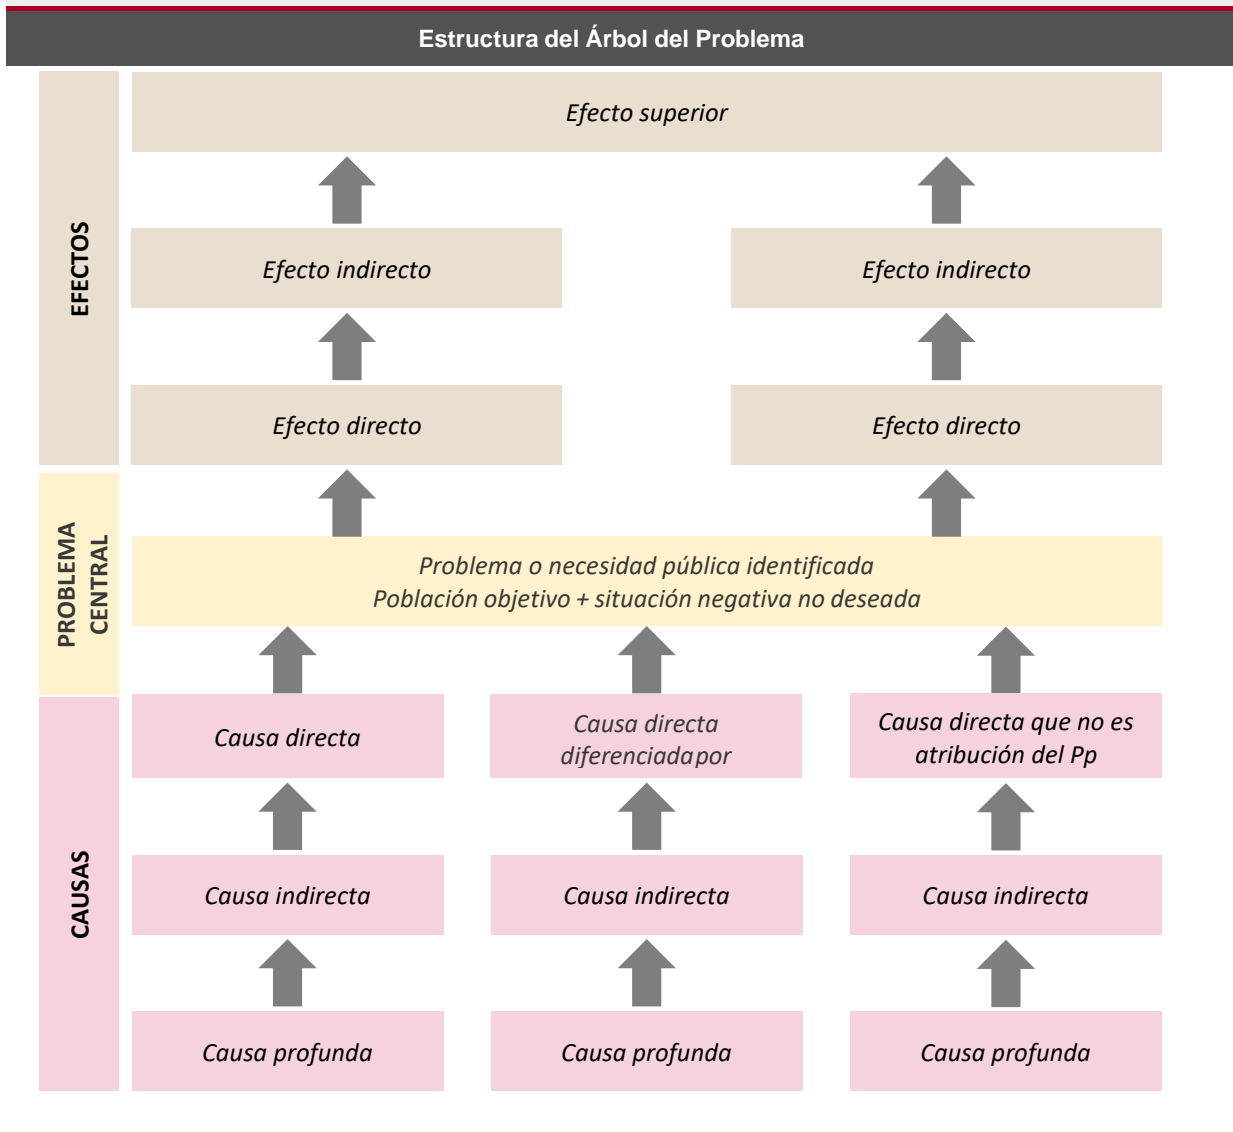 Estructura del Árbol del Problema
EFECTOS
Efecto superior
Efecto indirecto
Efecto indirecto
Efecto directo
Efecto directo
PROBLEMA
CENTRAL
Problema o necesidad pública identificada
Población objetivo + situación negativa no deseada
CAUSAS
Causa directa
Causa directa
diferenciada por
Causa directa que no es
atribución del Pp
Causa indirecta
Causa indirecta
Causa indirecta
Causa profunda
Causa profunda
Causa profunda